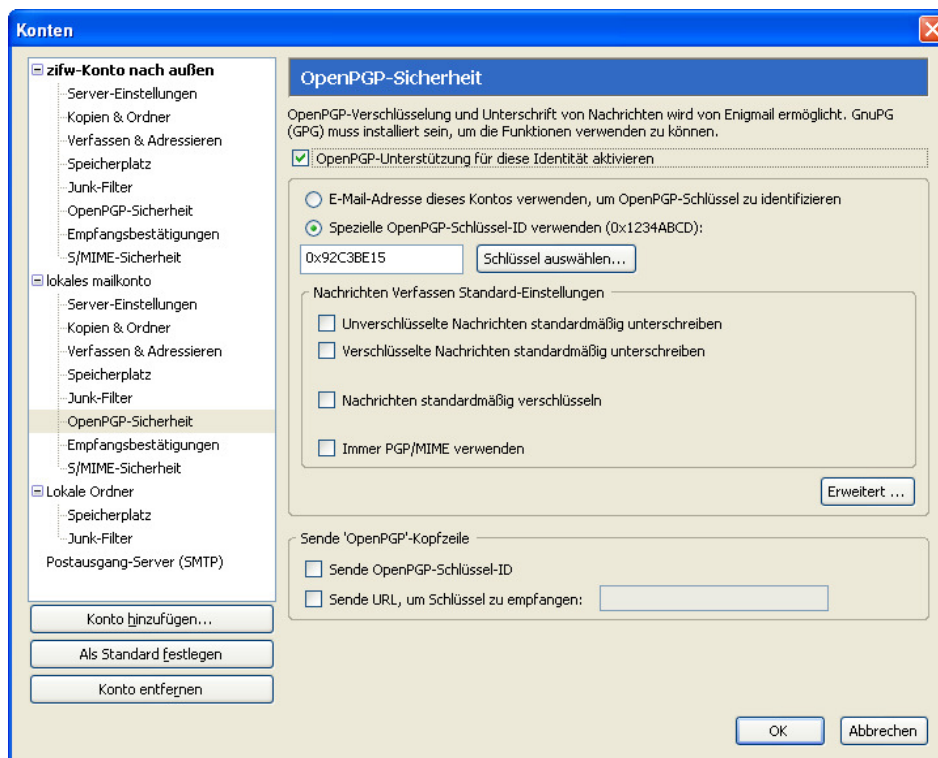 Konten
zifw-Konto nach außen
Server-Einstellungen
Kopien & Ordner
Verfassen & Adressieren
Speicherplatz
Junk-Filter
OpenPGP-Sicherheit
Empfangsbestätigungen
S/MIME-Sicherheit
lokales mailkonto
Server-Einstellungen
Kopien & Ordner
Verfassen & Adressieren
Speicherplatz
Junk-Filter
OpenPGP-Sicherheit
Empfangsbestätigungen
S/MIME-Sicherheit
Lokale Ordner
Speicherplatz
Junk-Filter
Postausgang-Server (SMTP)
Konto hinzufügen...
Als Standard festlegen
Konto entfernen
OpenPGP-Sicherheit
OpenPGP-Verschlüsselung und Unterschrift von Nachrichten wird von Enigmail ermöglicht. GnuPG
(GPG) muss installiert sein, um die Funktionen verwenden zu können.
OpenPGP-Unterstützung für diese Identität aktivieren
E-Mail-Adresse dieses Kontos verwenden, um OpenPGP-Schlüssel zu identifizieren
Spezielle OpenPGP-Schlüssel-ID verwenden (0x1234ABCD):
0x92C3BE15
Schlüssel auswählen...
Nachrichten Verfassen Standard-Einstellungen
Unverschlüsselte Nachrichten standardmäßig unterschreiben
Verschlüsselte Nachrichten standardmäßig unterschreiben
Nachrichten standardmäßig verschlüsseln
Immer PGP/MIME verwenden
Erweitert ...
Sende 'OpenPGP'-Kopfzeile
Sende OpenPGP-Schlüssel-ID
Sende URL, um Schlüssel zu empfangen:
OK
Abbrechen